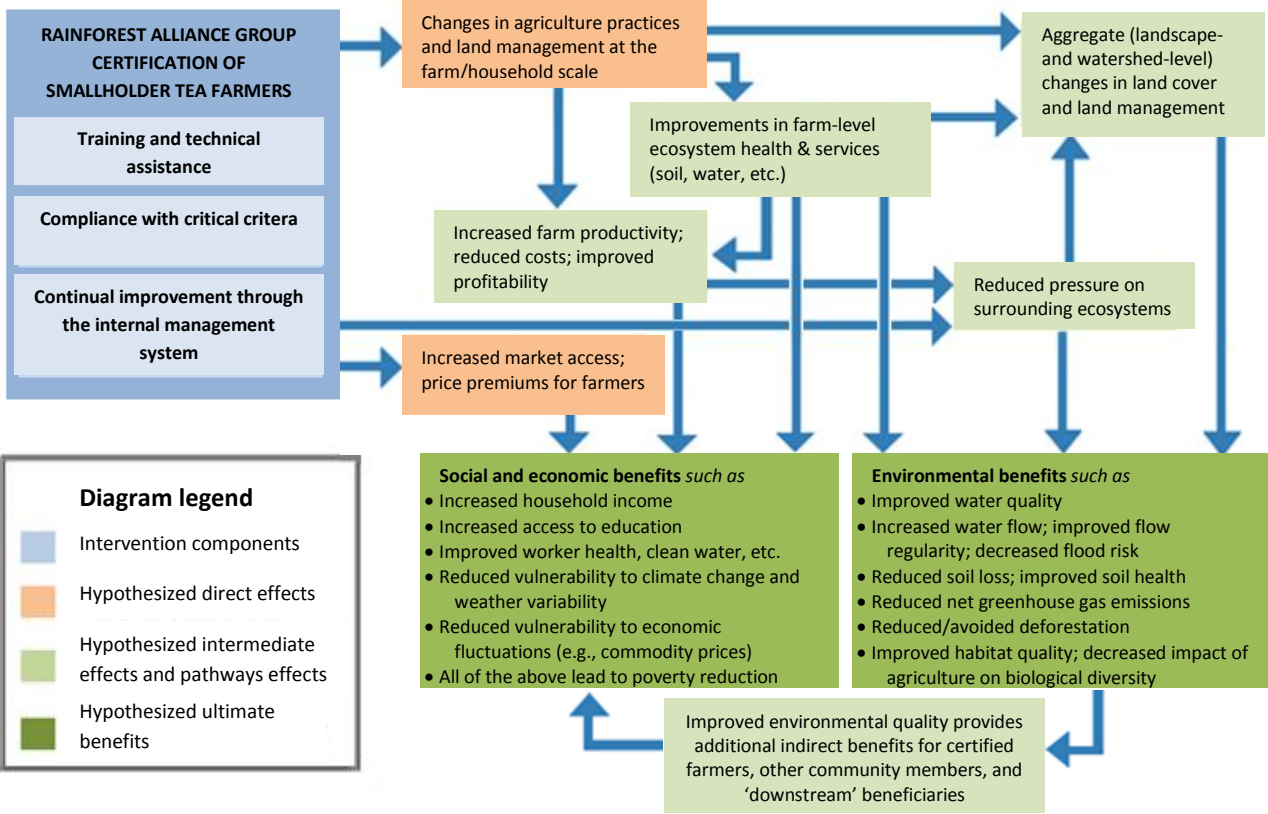 RAINFOREST ALLIANCE GROUP
CERTIFICATION OF
SMALLHOLDER TEA FARMERS
Training and technical
assistance
Compliance with critical critera
Continual improvement through
the internal management
system
Changes in agriculture practices
and land management at the
farm/household scale
Aggregate (landscape-
and watershed-level)
changes in land cover
and land management
Improvements in farm-level
ecosystem health & services
(soil, water, etc.)
Increased farm productivity;
reduced costs; improved
profitability
Reduced pressure on
surrounding ecosystems
Increased market access;
price premiums for farmers
Diagram legend
Intervention components
Hypothesized direct effects
Hypothesized intermediate
effects and pathways effects
Hypothesized ultimate
benefits
Social and economic benefits such as
• Increased household income
• Increased access to education
• Improved worker health, clean water, etc.
• Reduced vulnerability to climate change and
weather variability
• Reduced vulnerability to economic
fluctuations (e.g., commodity prices)
• All of the above lead to poverty reduction
Environmental benefits such as
• Improved water quality
• Increased water flow; improved flow
regularity; decreased flood risk
• Reduced soil loss; improved soil health
• Reduced net greenhouse gas emissions
• Reduced/avoided deforestation
• Improved habitat quality; decreased impact of
agriculture on biological diversity
Improved environmental quality provides
additional indirect benefits for certified
farmers, other community members, and
‘downstream’ beneficiaries